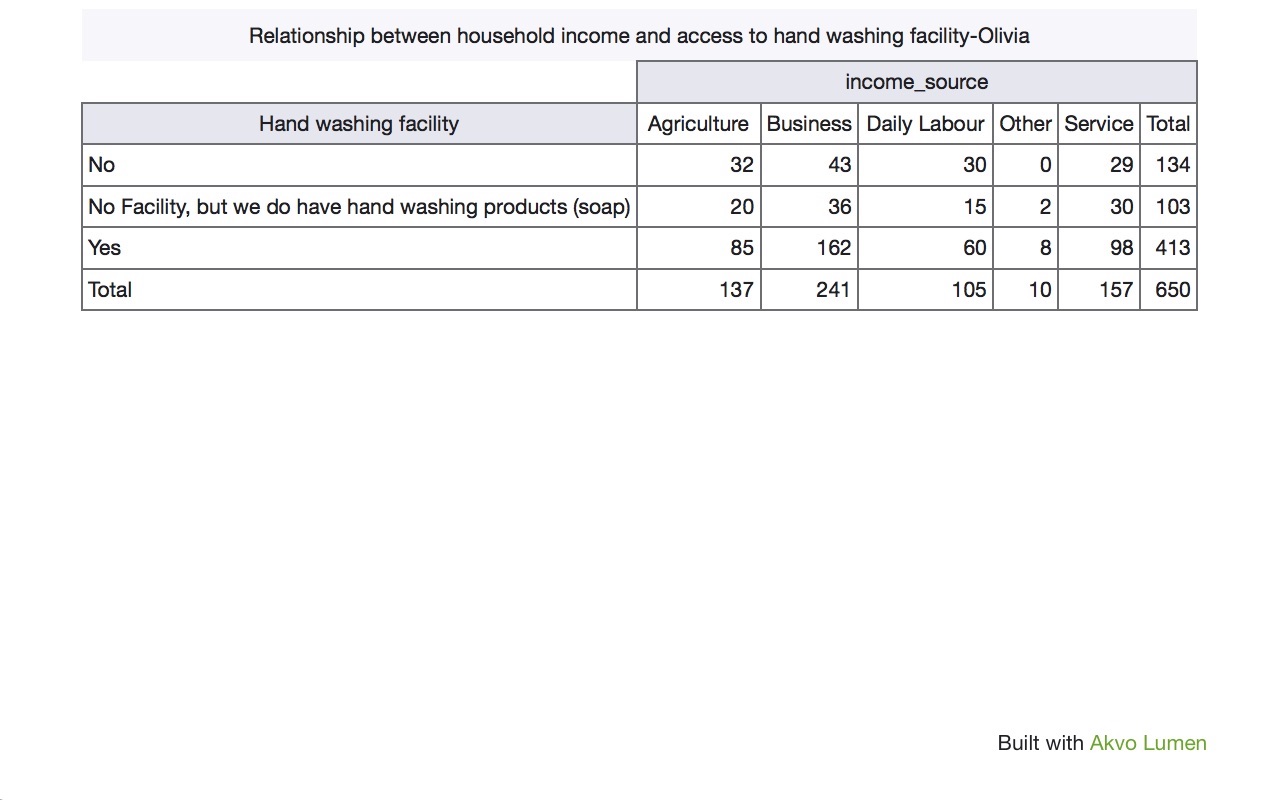 Relationship between household income and access to hand washing facility-Olivia
income_source
Hand washing facility Agriculture Business Daily Labour Other Service Total
No 32 43 30 0 29 134
No Facility, but we do have hand washing products (soap) 20 36 15 2 30 103
Yes 85 162 60 8 98 413
Total 137 241 105 10 157 650
Built with Akvo Lumen